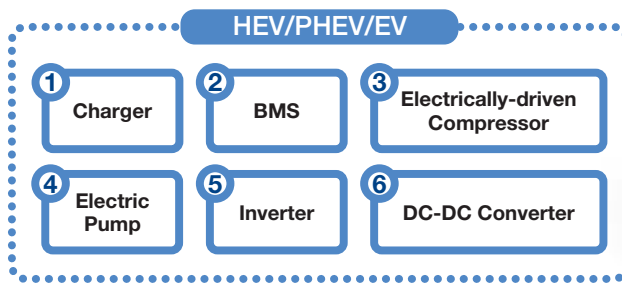 HEV/PHEV/EV
1
Charger
2
BMS
3
Electrically-driven
Compressor
4
Electric
Pump
5
Inverter
6
DC-DC Converter